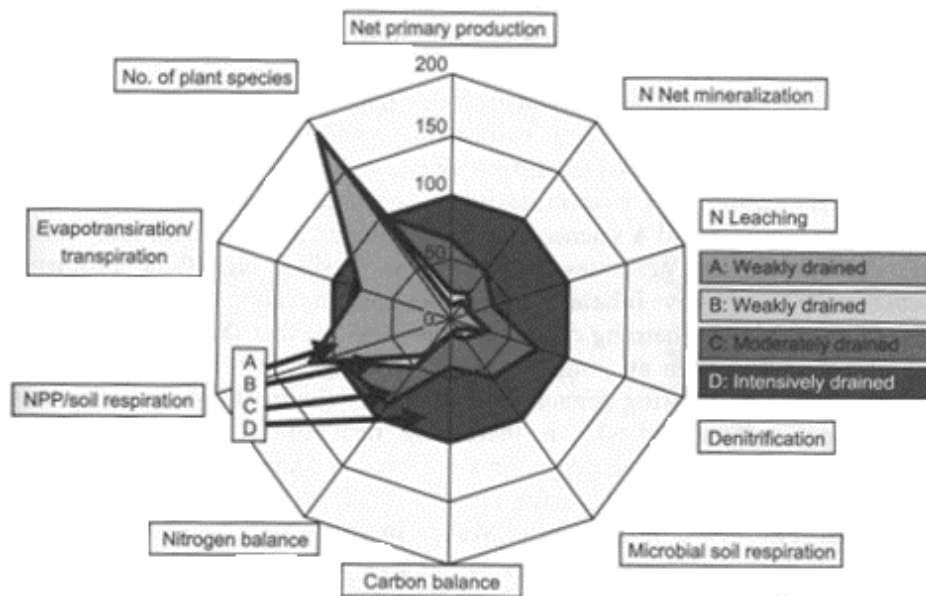 Net primary production
No. of plant species
200
N Net mineralization
150
100
Evapotransiration/
transpiration
50
N Leaching
A: Weakly drained
B: Weakly drained
0
C: Moderately drained
D: Intensively drained
A
B
NPP/soil respiration
C
D
Denitrification
Nitrogen balance
Microbial soil respiration
Carbon balance